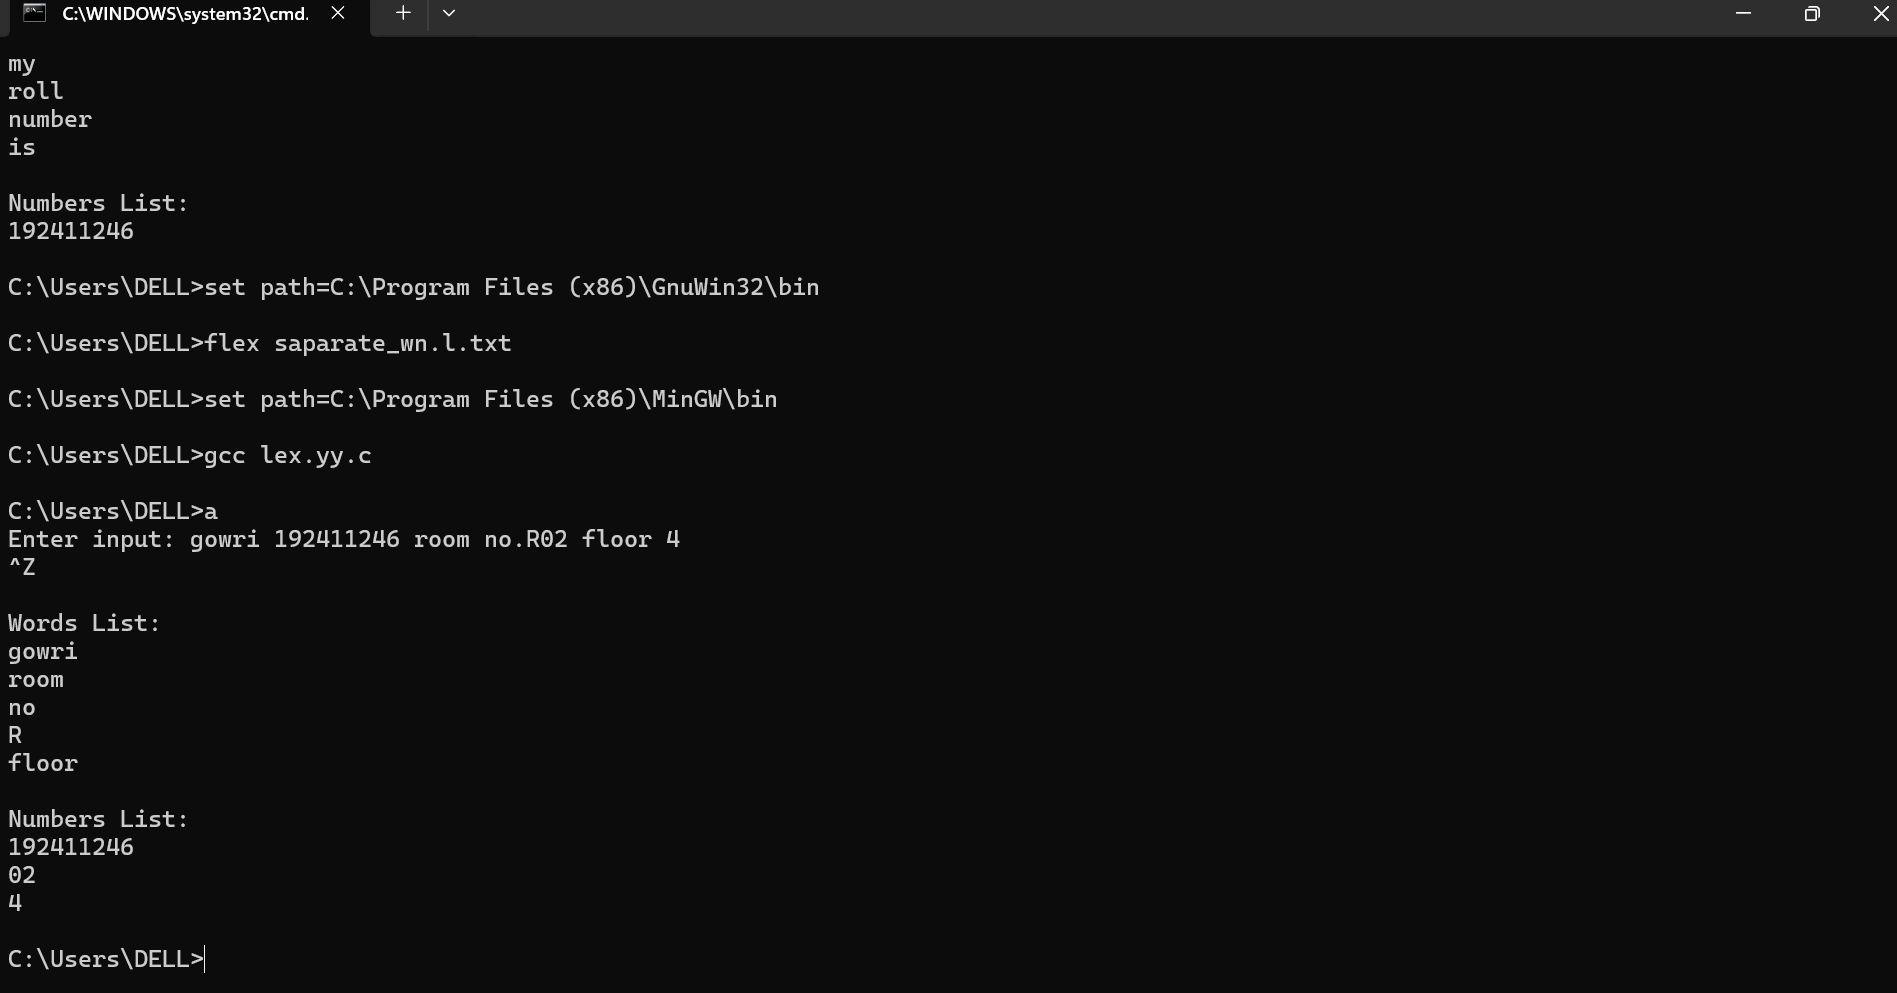 C:\WINDOWS\system32\cmd.
my
roll
number
is
Numbers List:
192411246
C:\Users\DELL>set path=C:\Program Files (x86)\GnuWin32\bin
C:\Users\DELL>flex saparate_wn.l.txt
C:\Users\DELL>set path=C:\Program Files (x86)\MinGW\bin
C:\Users\DELL>gcc lex.yy.c
C:\Users\DELL>a
Enter input: gowri 192411246 room no.R02 floor 4
^Z
Words List:
gowri
room
no
R
floor
Numbers List:
192411246
02
4
C:\Users\DELL>